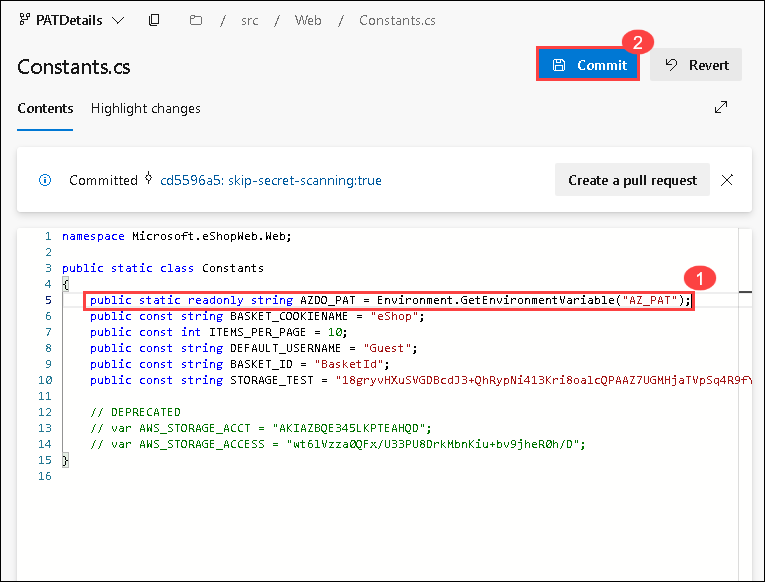 PATDetails / src / Web / Constants.cs
2
Constants.cs Commit Revert
Contents Highlight changes
Committed cd5596a5: skip-secret-scanning:true Create a pull request
1 namespace Microsoft.eShopWeb.Web;
2
3 public static class Constants
1
4 {
5 public static readonly string AZDO_PAT = Environment.GetEnvironmentVariable("AZ_PAT");
6 public const string BASKET_COOKIENAME = "eShop";
7 public const int ITEMS_PER_PAGE = 10;
8 public const string DEFAULT_USERNAME = "Guest";
9 public const string BASKET_ID = "BasketId";
10 public const string STORAGE_TEST = "18gryvHXuSVGDBcdJ3+QhRypNi413Kri8oalcQPAAZ7UGMHjaTVpSq4R9f
11
12 // DEPRECATED
13 // var AWS_STORAGE_ACCT = "AKIAZBQE345LKPTEAHQD";
14 // var AWS_STORAGE_ACCESS = "wt6lVzza0QFx/U33PU8DrkMbnKiu+bv9jheR0h/D";
15 }
16